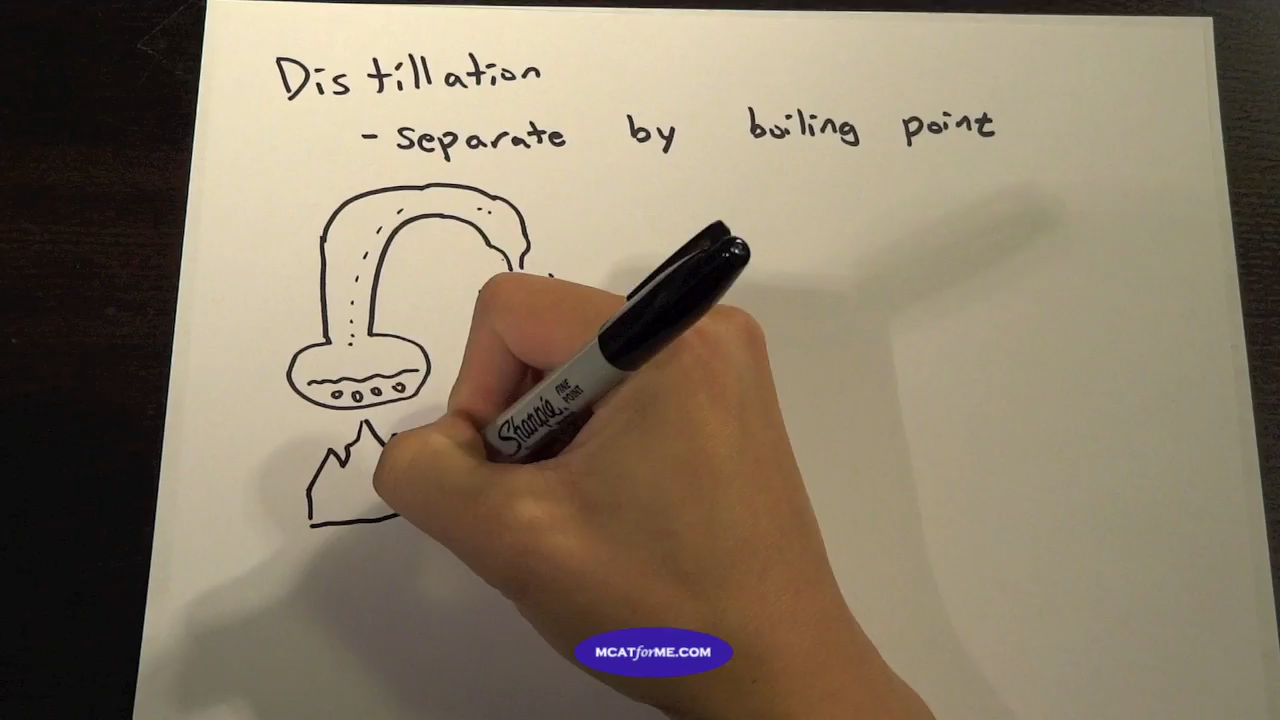 Distillation
- separate by boiling point
Sharpie.
FINE
POINT
MCATforME.COM